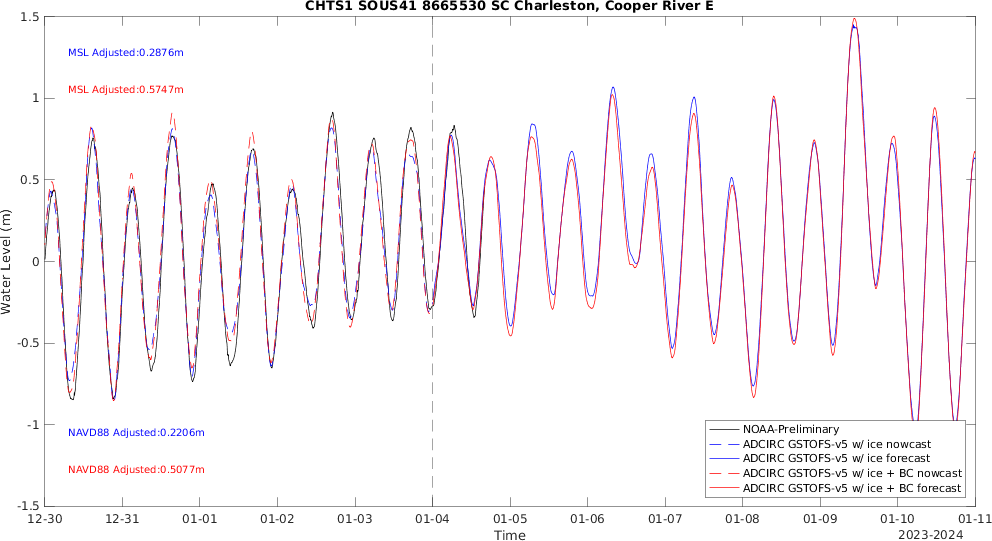 CHTS1 SOUS41 8665530 SC Charleston, Cooper River E
1.5
1
0.5
0
-0.5
-1
-1.5
Water Level (m)
MSL Adjusted:0.2876m
MSL Adjusted:0.5747m
NAVD88 Adjusted:0.2206m
NAVD88 Adjusted:0.5077m
NOAA-Preliminary
ADCIRC GSTOFS-v5 w/ ice nowcast
ADCIRC GSTOFS-v5 w/ ice forecast
ADCIRC GSTOFS-v5 w/ ice + BC nowcast
ADCIRC GSTOFS-v5 w/ ice + BC forecast
12-30 12-31 01-01 01-02 01-03 01-04 01-05 01-06 01-07 01-08 01-09 01-10 01-11
Time
2023-2024